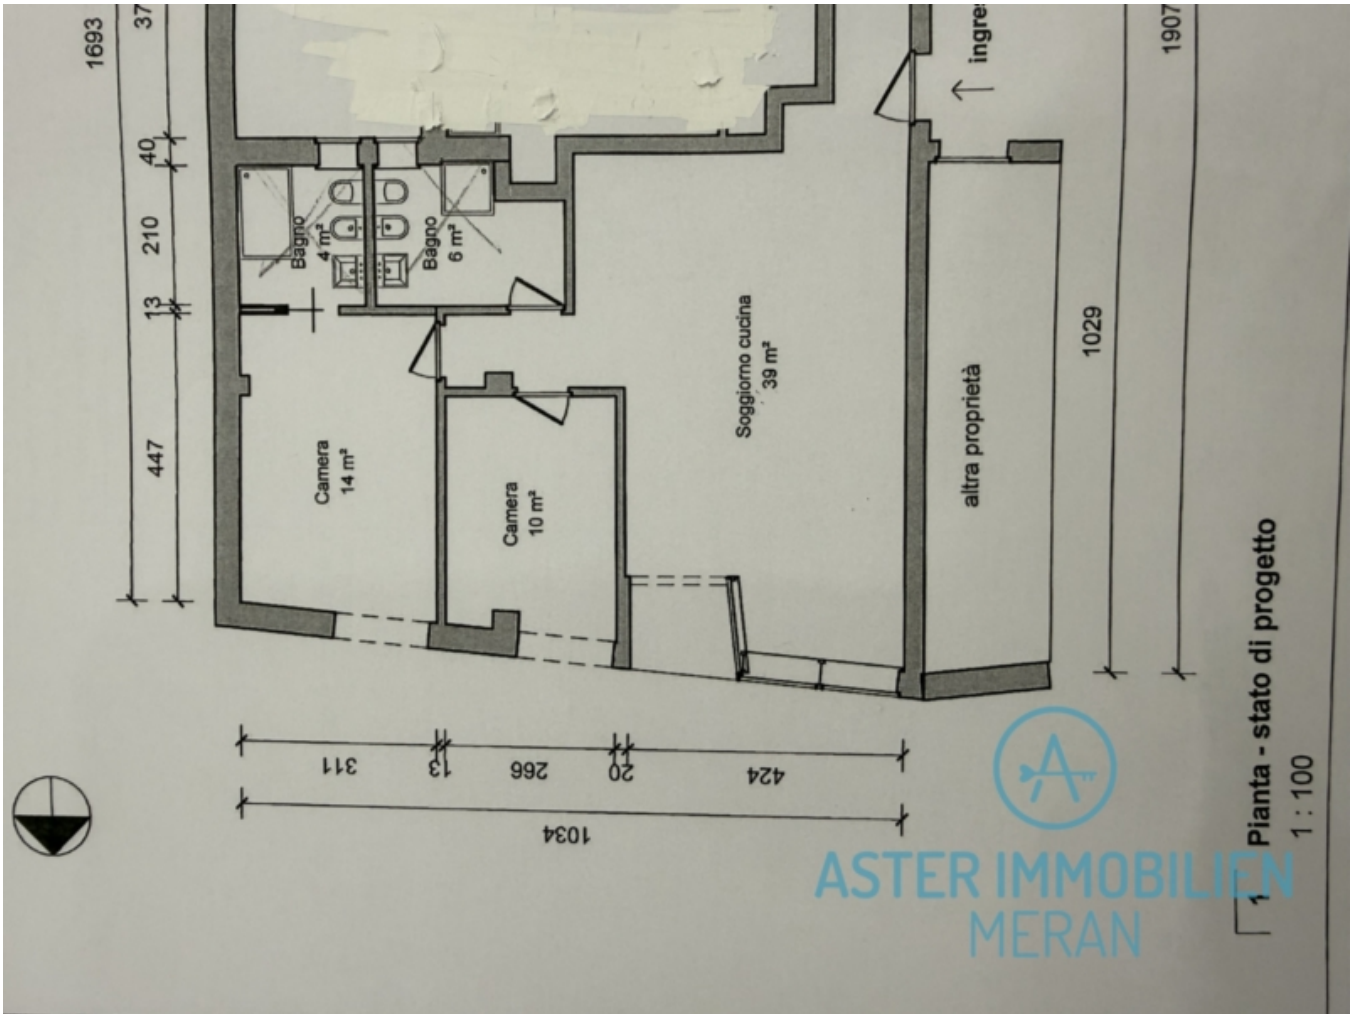 1693
37
40
210
13
447
Bagno
4 m²
Bagno
6 m²
Camera
14 m²
Camera
10 m²
Soggiorno cucina
39 m²
altra proprietà
1029
1907
311
13
266
20
424
1034
1 Pianta - stato di progetto
1 : 100
ASTER IMMOBILIEN
MERAN